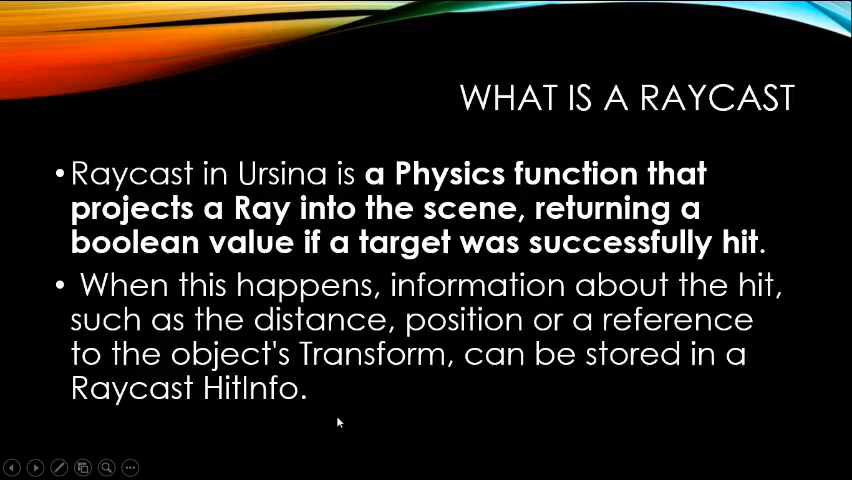 WHAT IS A RAYCAST
•Raycast in Ursina is a Physics function that
projects a Ray into the scene, returning a
boolean value if a target was successfully hit.
• When this happens, information about the hit,
such as the distance, position or a reference
to the object's Transform, can be stored in a
Raycast HitInfo.